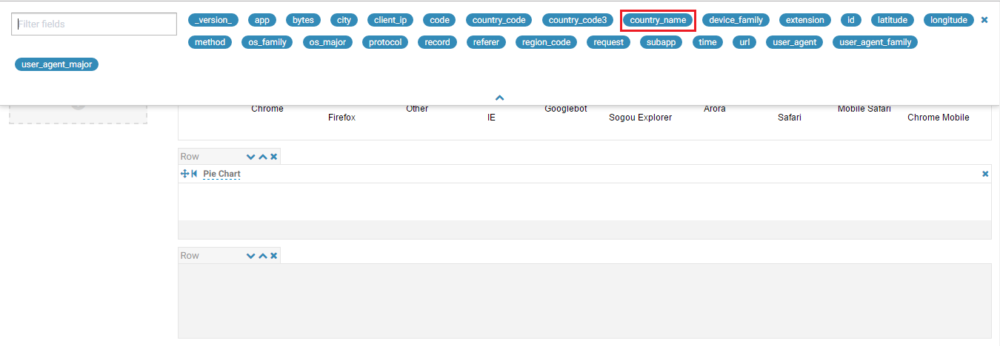 Filter fields
_version_ app bytes city client_ip code country_code country_code3 country_name device_family extension id latitude longitude
method os_family os_major protocol record referer region_code request subapp time url user_agent user_agent_family
user_agent_major
Chrome Other Googlebot Arora Mobile Safari
Firefox IE Sogou Explorer Safari Chrome Mobile
Row
Pie Chart
Row